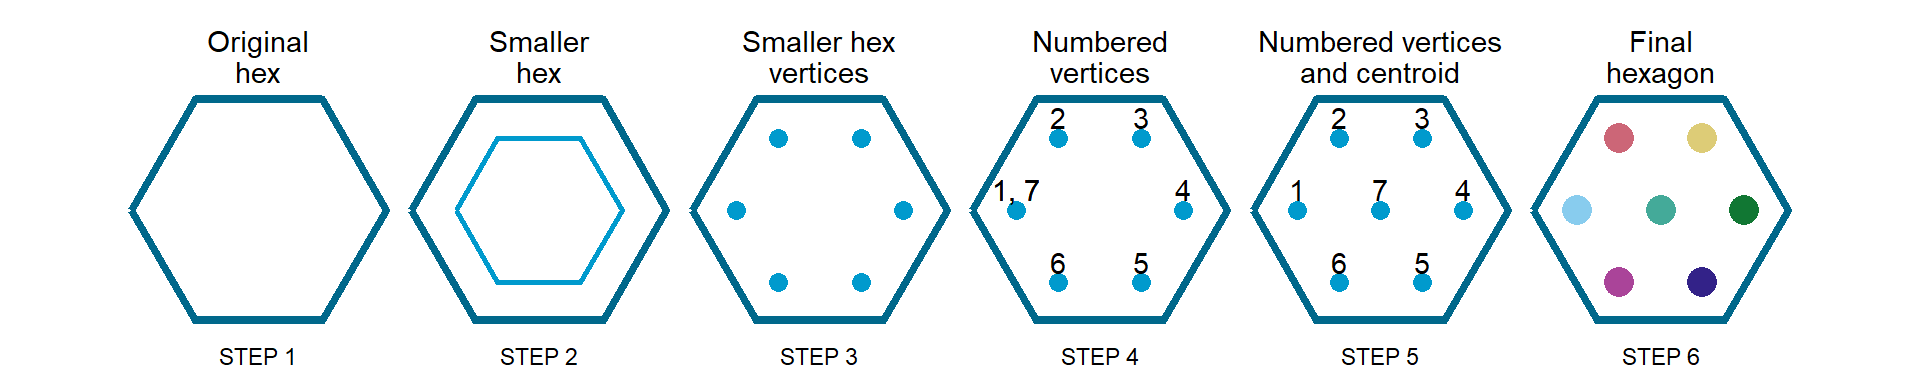 Original
hex
Smaller
hex
Smaller hex
vertices
Numbered
vertices
Numbered vertices
and centroid
Final
hexagon
2 3
1, 7 4
6 5
2 3
1 7 4
6 5
STEP 1
STEP 2
STEP 3
STEP 4
STEP 5
STEP 6